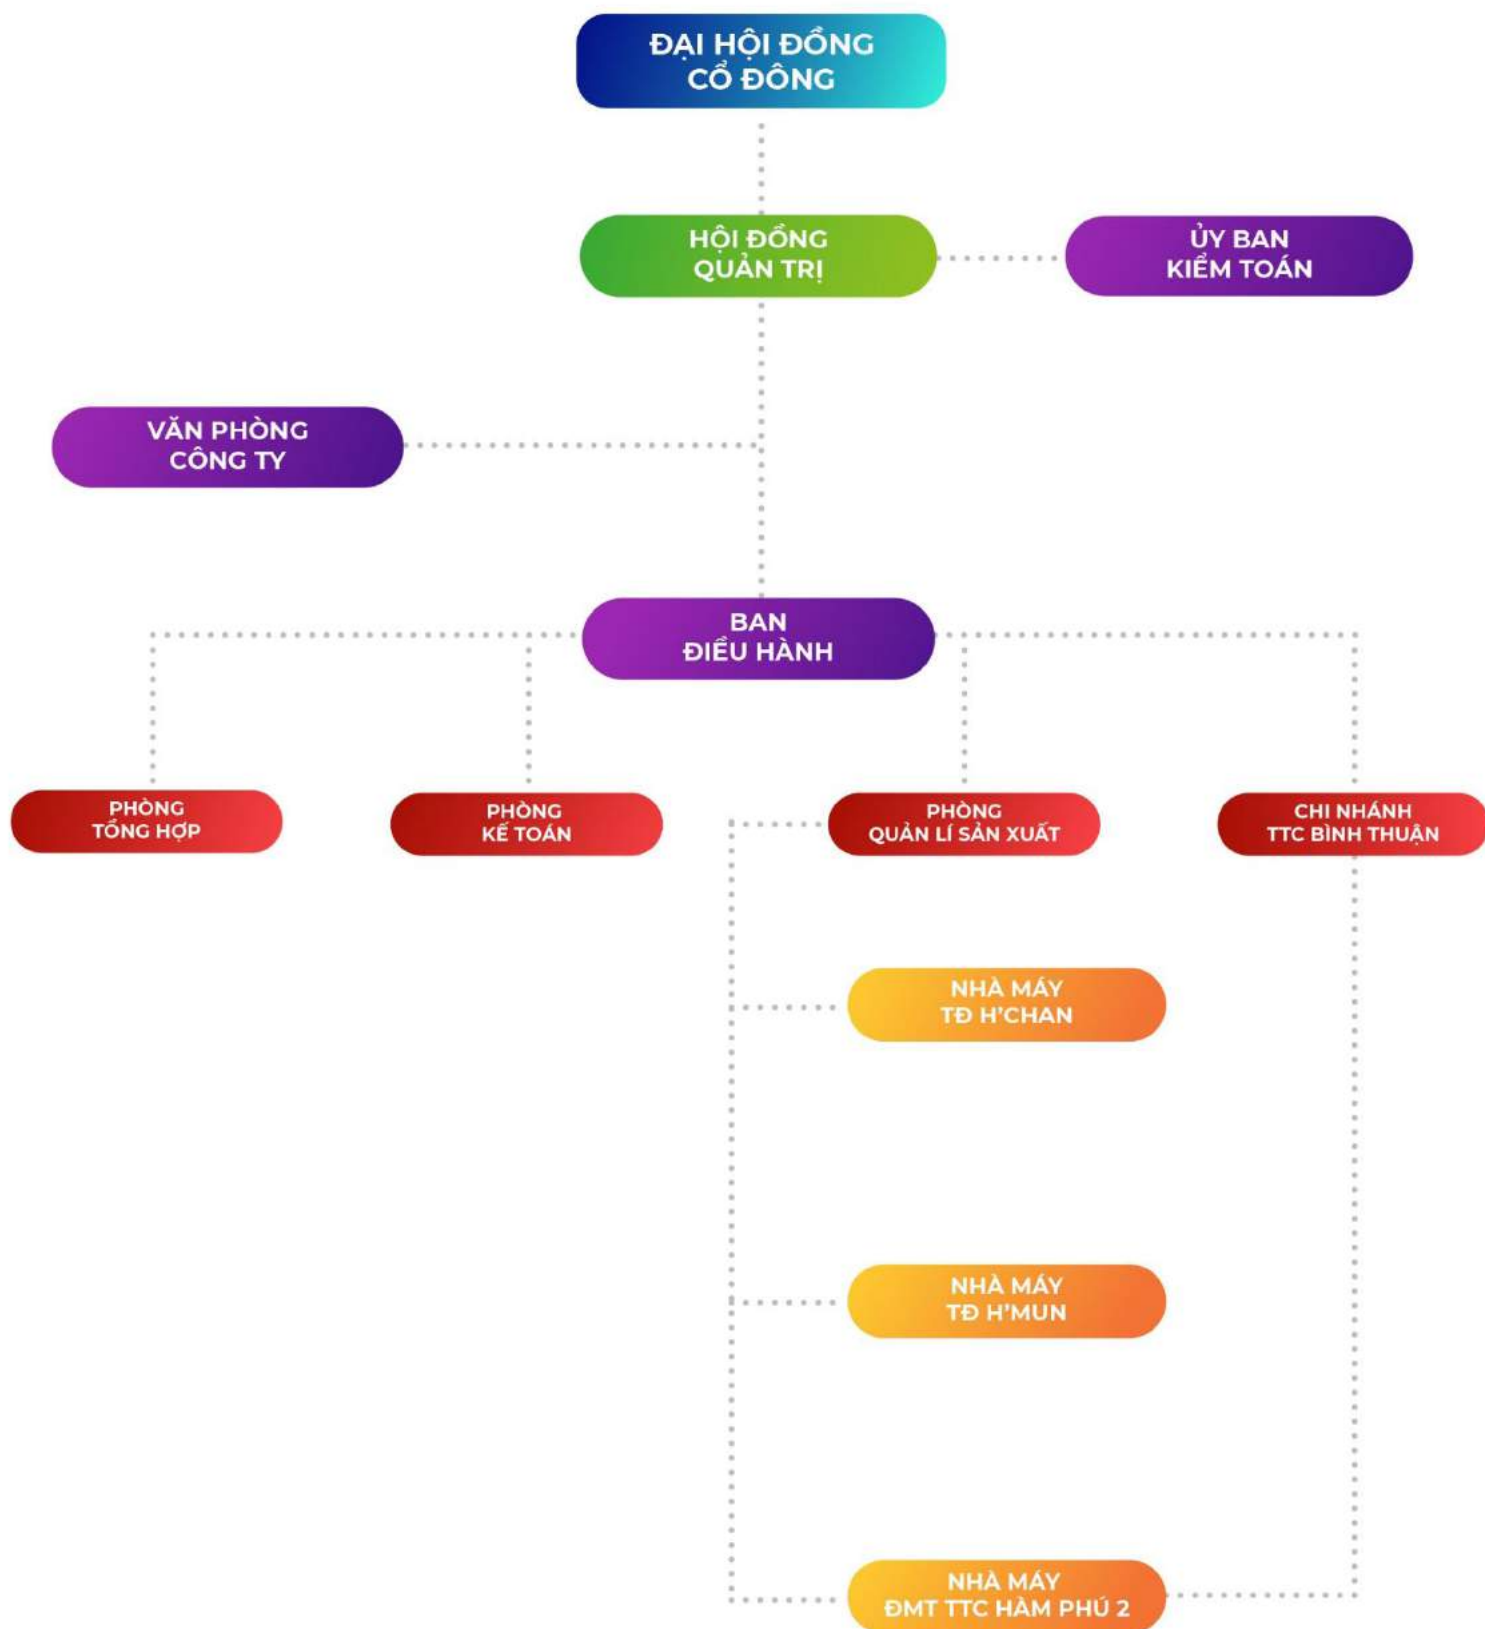 ĐẠI HỘI ĐỒNG
CỔ ĐÔNG
HỘI ĐỒNG
QUẢN TRỊ
ỦY BAN
KIỂM TOÁN
VĂN PHÒNG
CÔNG TY
BAN
ĐIỀU HÀNH
PHÒNG
TỔNG HỢP
PHÒNG
KẾ TOÁN
PHÒNG
QUẢN LÍ SẢN XUẤT
CHI NHÁNH
TTC BÌNH THUẬN
NHÀ MÁY
TĐ H'CHAN
NHÀ MÁY
TĐ H'MUN
NHÀ MÁY
ĐMT TTC HÀM PHÚ 2